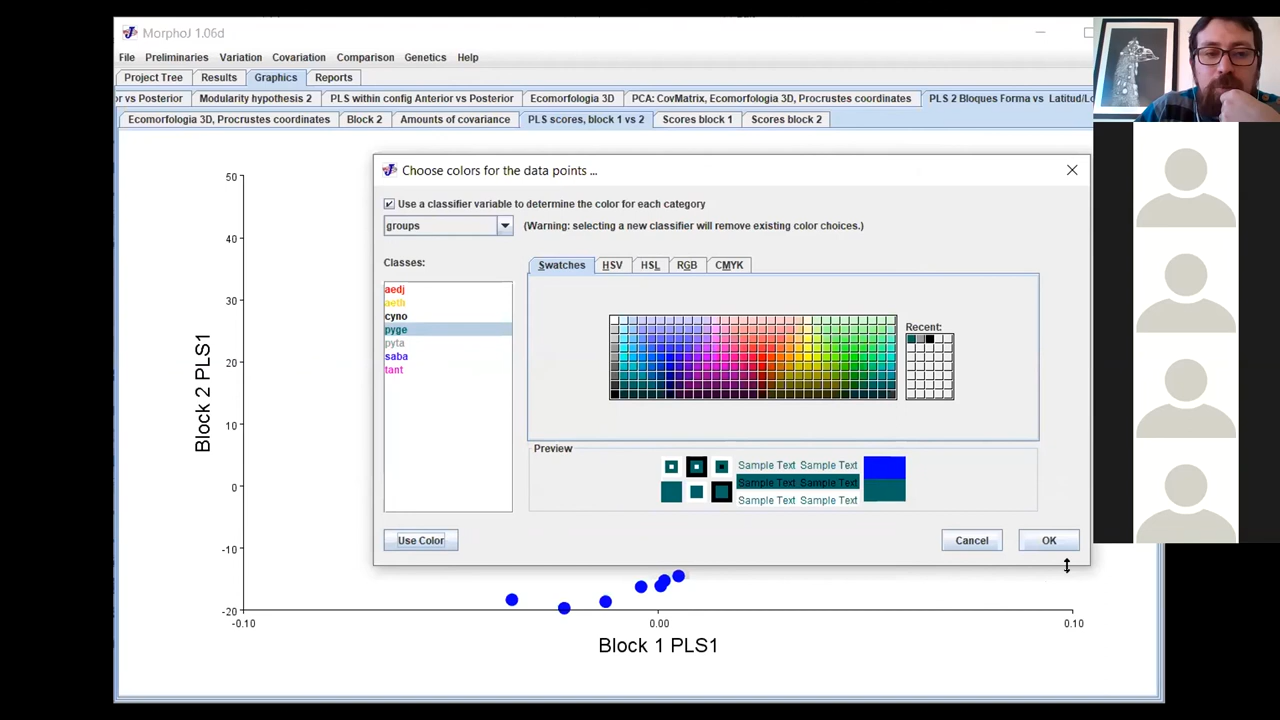 MorphoJ 1.06d
File Preliminaries Variation Covariation Comparison Genetics Help
Project Tree Results Graphics Reports
or vs Posterior Modularity hypothesis 2 PLS within config Anterior vs Posterior Ecomorfologia 3D PCA: CovMatrix, Ecomorfologia 3D, Procrustes coordinates PLS 2 Bloques Forma vs Latitud/Lo
Ecomorfologia 3D, Procrustes coordinates Block 2 Amounts of covariance PLS scores, block 1 vs 2 Scores block 1 Scores block 2
Choose colors for the data points ...
Use a classifier variable to determine the color for each category
groups (Warning: selecting a new classifier will remove existing color choices.)
Classes:
Swatches HSV HSL RGB CMYK
aedj
aeth
cyno
pyge
pyta
saba
tant
Recent:
Preview
Sample Text Sample Text
Sample Text Sample Text
Sample Text Sample Text
Use Color Cancel OK
50
40
30
20
10
0
-10
-20
Block 2 PLS1
-0.10 0.00 0.10
Block 1 PLS1